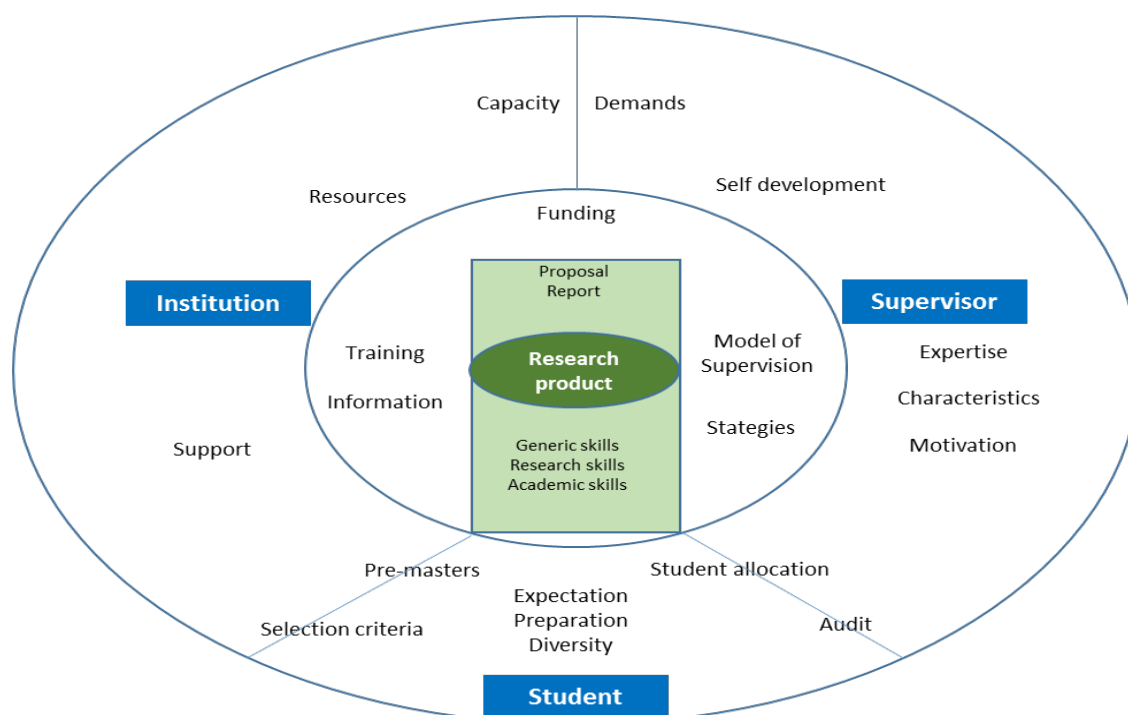 Capacity
Demands
Resources
Self development
Funding
Proposal
Report
Institution
Supervisor
Training
Research
product
Model of
Supervision
Expertise
Information
Characteristics
Stategies
Support
Generic skills
Research skills
Academic skills
Motivation
Pre-masters
Student allocation
Expectation
Preparation
Diversity
Selection criteria
Audit
Student